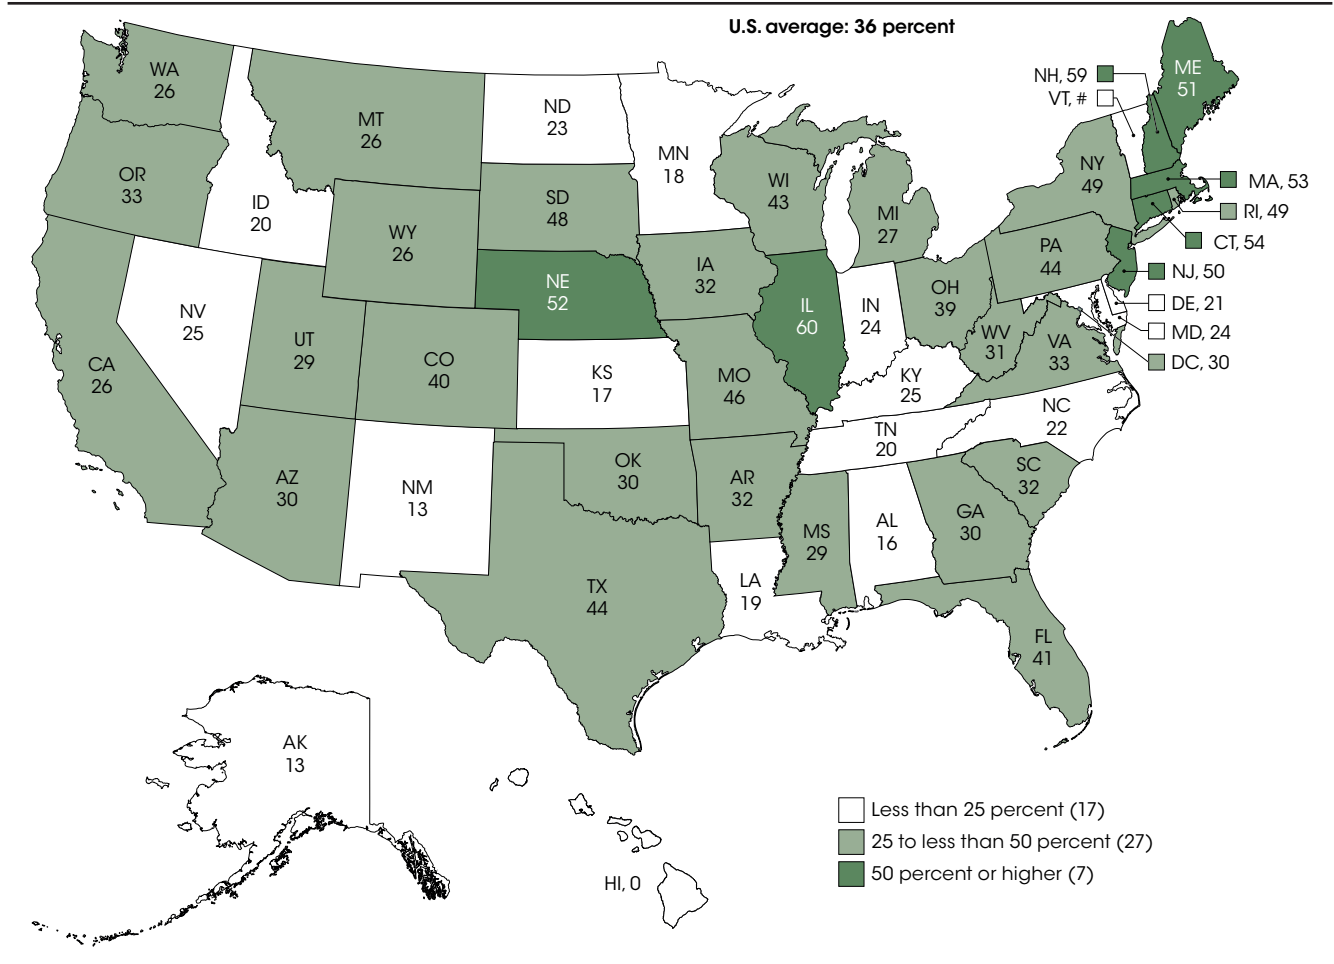 U.S. average: 36 percent
WA
26
OR
33
CA
26
ID
20
NV
25
MT
26
WY
26
UT
29
AZ
30
CO
40
NM
13
ND
23
SD
48
NE
52
KS
17
OK
30
TX
44
MN
18
IA
32
MO
46
AR
32
LA
19
WI
43
IL
60
MI
27
IN
24
OH
39
KY
25
TN
20
MS
29
AL
16
GA
30
FL
41
SC
32
NC
22
VA
33
WV
31
PA
44
NY
49
ME
51
NH, 59
VT, #
MA, 53
RI, 49
CT, 54
NJ, 50
DE, 21
MD, 24
DC, 30
AK
13
HI, 0
Less than 25 percent (17)
25 to less than 50 percent (27)
50 percent or higher (7)